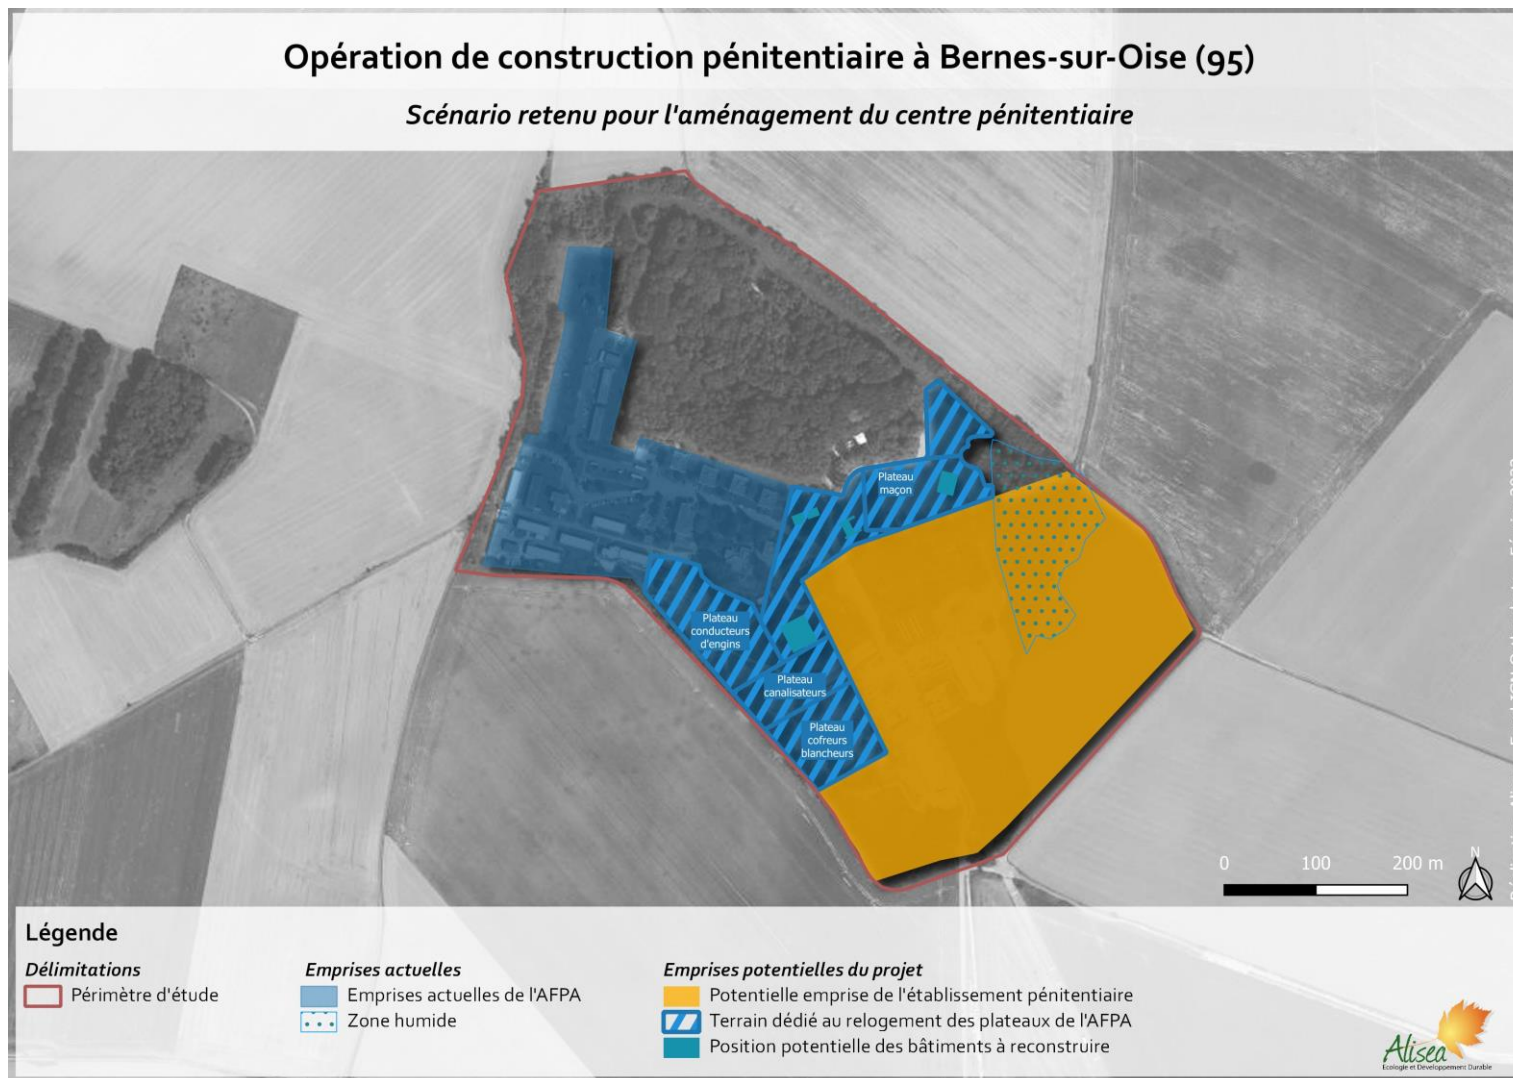 Opération de construction pénitentiaire à Bernes-sur-Oise (95)
Scénario retenu pour l'aménagement du centre pénitentiaire
Plateau
maçon
Plateau
conducteurs
d'engins
Plateau
canalisateurs
Plateau
cofreurs
blancheurs
0 100 200 m
N
Légende
Délimitations
Périmètre d'étude
Emprises actuelles
Emprises actuelles de l'AFPA
Zone humide
Emprises potentielles du projet
Potentielle emprise de l'établissement pénitentiaire
Terrain dédié au relogement des plateaux de l'AFPA
Position potentielle des bâtiments à reconstruire
Alisea
Ecologie et Développement Durable